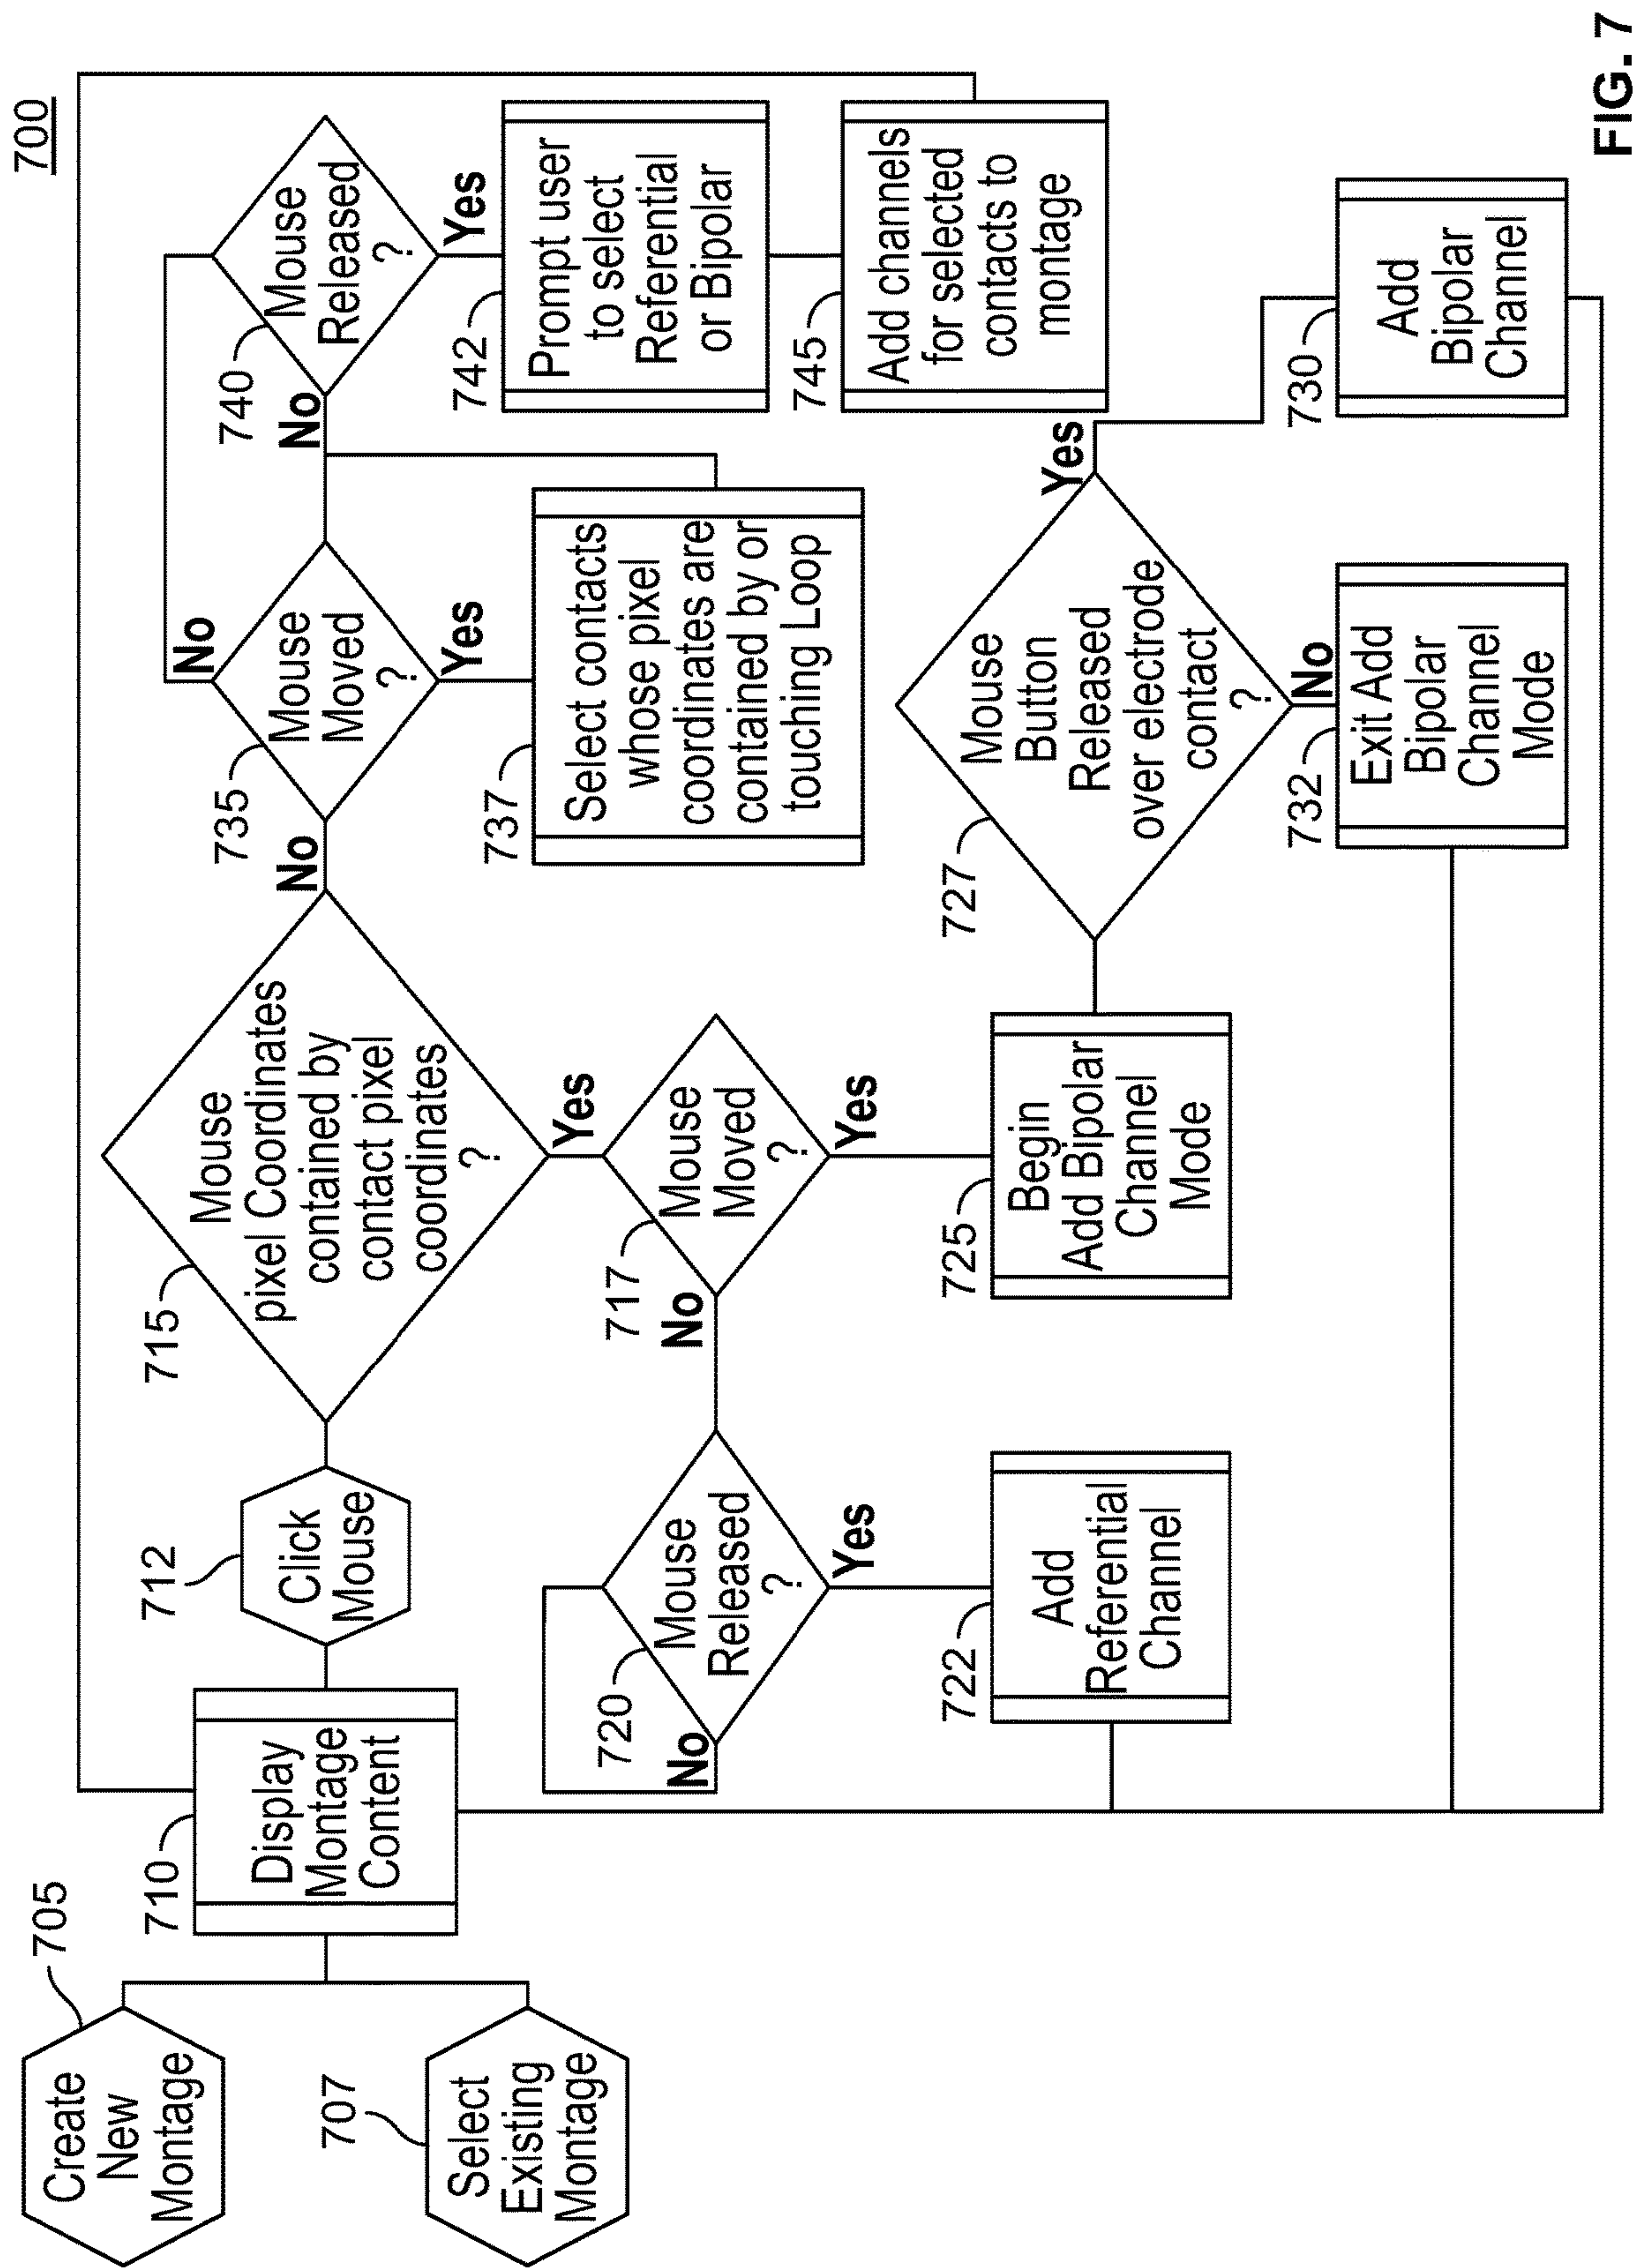 700
705
Create
New
Montage
707
Select
Existing
Montage
710
Display
Montage
Content
712
Click
Mouse
715
Mouse
pixel Coordinates
contained by
contact pixel
coordinates
?
No
Yes
735
Mouse
Moved
?
No
Yes
740
Mouse
Released
?
No
Yes
737
Select contacts
whose pixel
coordinates are
contained by or
touching Loop
742
Prompt user
to select
Referential
or Bipolar
745
Add channels
for selected
contacts to
montage
717
Mouse
Moved
?
No
Yes
720
Mouse
Released
?
No
Yes
722
Add
Referential
Channel
725
Begin
Add Bipolar
Channel
Mode
727
Mouse
Button
Released
over electrode
contact
?
Yes
No
730
Add
Bipolar
Channel
732
Exit Add
Bipolar
Channel
Mode
FIG. 7